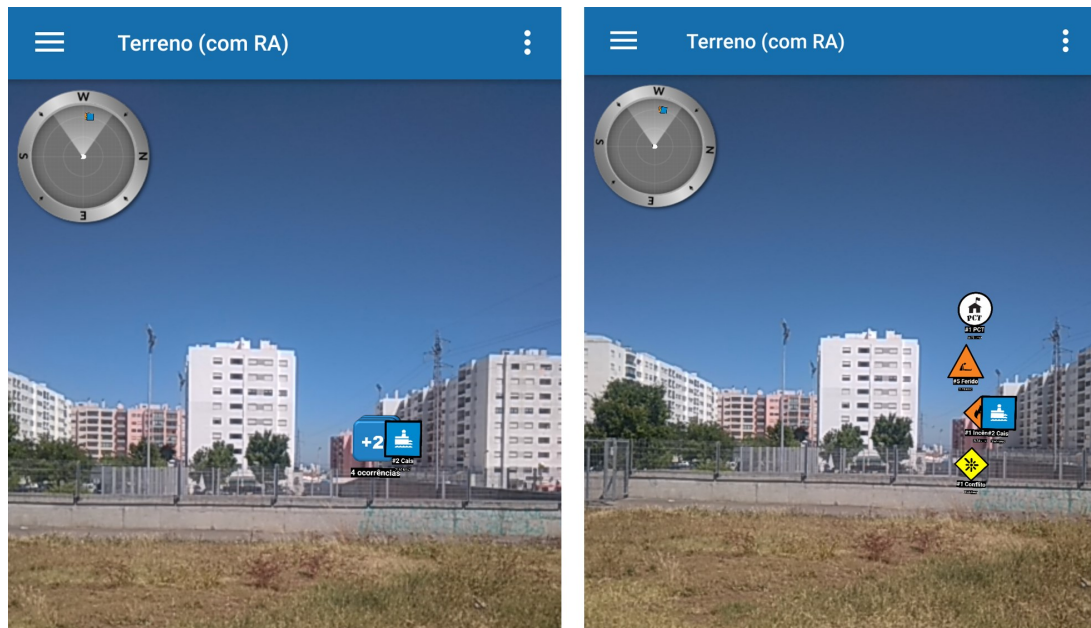 Terreno (com RA)
W
S
N
E
+2
#2 Cais
4 ocorrências
Terreno (com RA)
W
S
N
E
PCT
#1 PCT
#5 Ferido
#1 Incên
#2 Cais
#1 Conflito